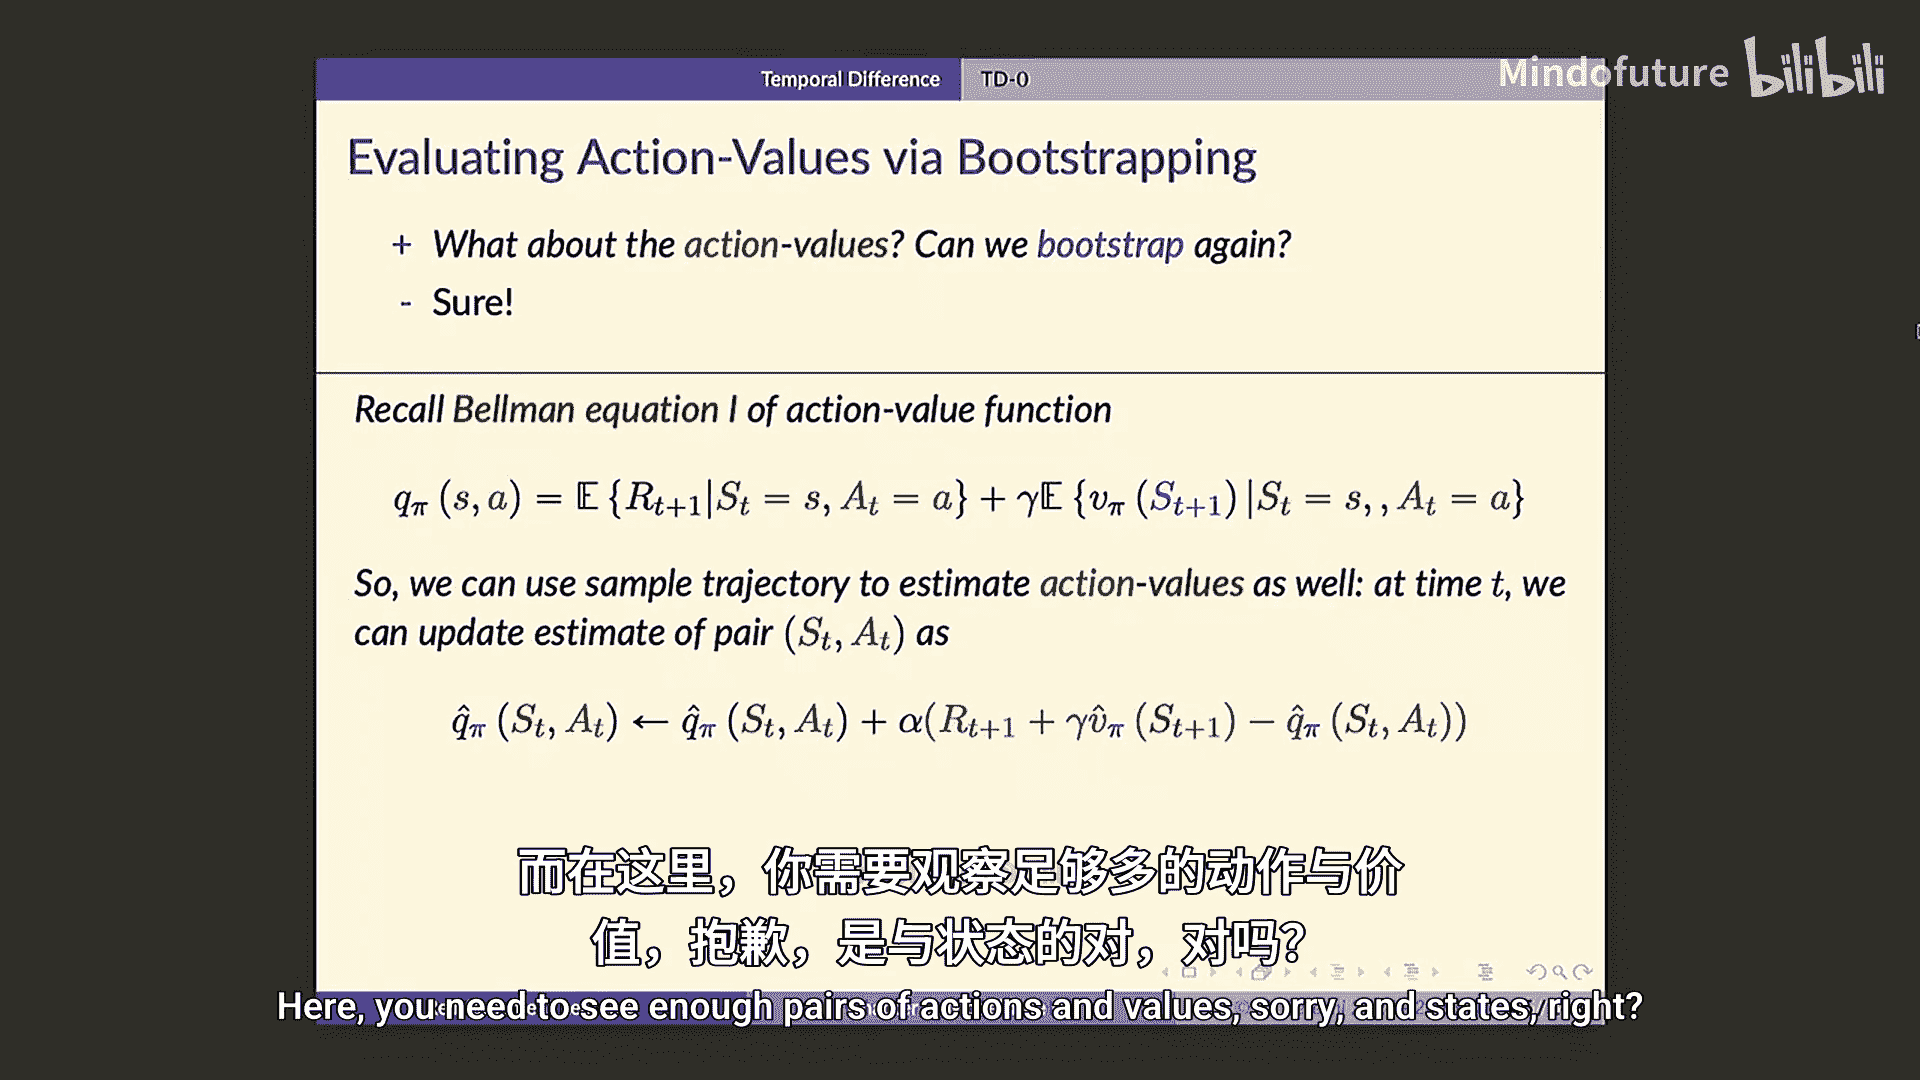 Temporal Difference TD-0
Mindofuture bilibili
Evaluating Action-Values via Bootstrapping
+ What about the action-values? Can we bootstrap again?
- Sure!
Recall Bellman equation I of action-value function
qπ (s, a) = 𝔼 {Rt+1|St = s, At = a} + γ𝔼 {vπ (St+1) |St = s, , At = a}
So, we can use sample trajectory to estimate action-values as well: at time t, we
can update estimate of pair (St, At) as
q̂π (St, At) ← q̂π (St, At) + α(Rt+1 + γv̂π (St+1) − q̂π (St, At))
而在这里，你需要观察足够多的动作与价
值，抱歉，是与状态的对，对吗？
Here, you need to see enough pairs of actions and values, sorry, and states, right?